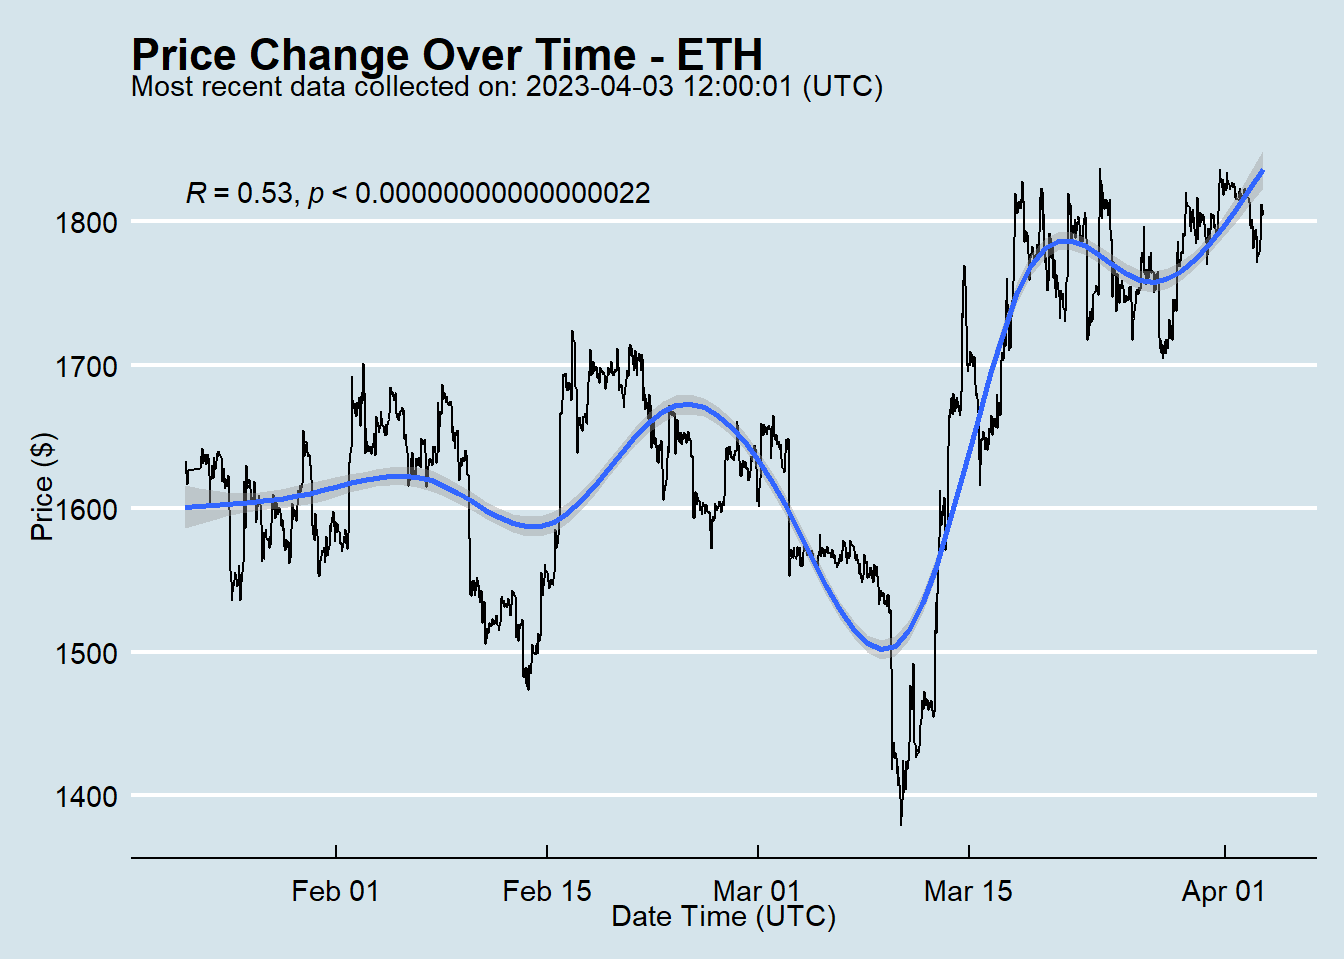 Price Change Over Time - ETH
Most recent data collected on: 2023-04-03 12:00:01 (UTC)
R = 0.53, p < 0.00000000000000022
1800
1700
1600
1500
1400
Price ($)
Feb 01 Feb 15 Mar 01 Mar 15 Apr 01
Date Time (UTC)